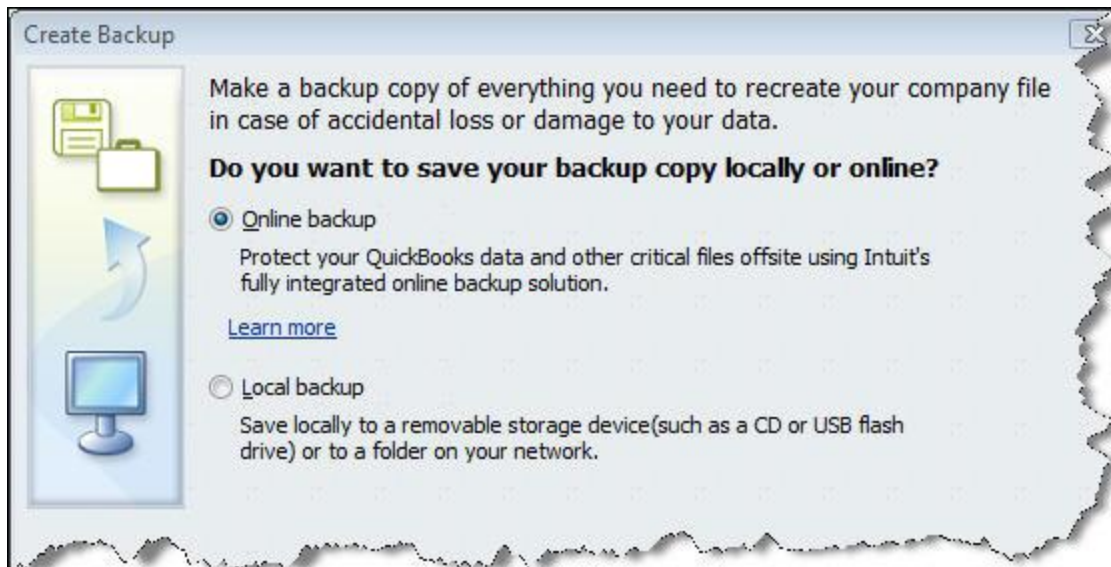 Create Backup
Make a backup copy of everything you need to recreate your company file
in case of accidental loss or damage to your data.
Do you want to save your backup copy locally or online?
Online backup
Protect your QuickBooks data and other critical files offsite using Intuit's
fully integrated online backup solution.
Learn more
Local backup
Save locally to a removable storage device(such as a CD or USB flash
drive) or to a folder on your network.